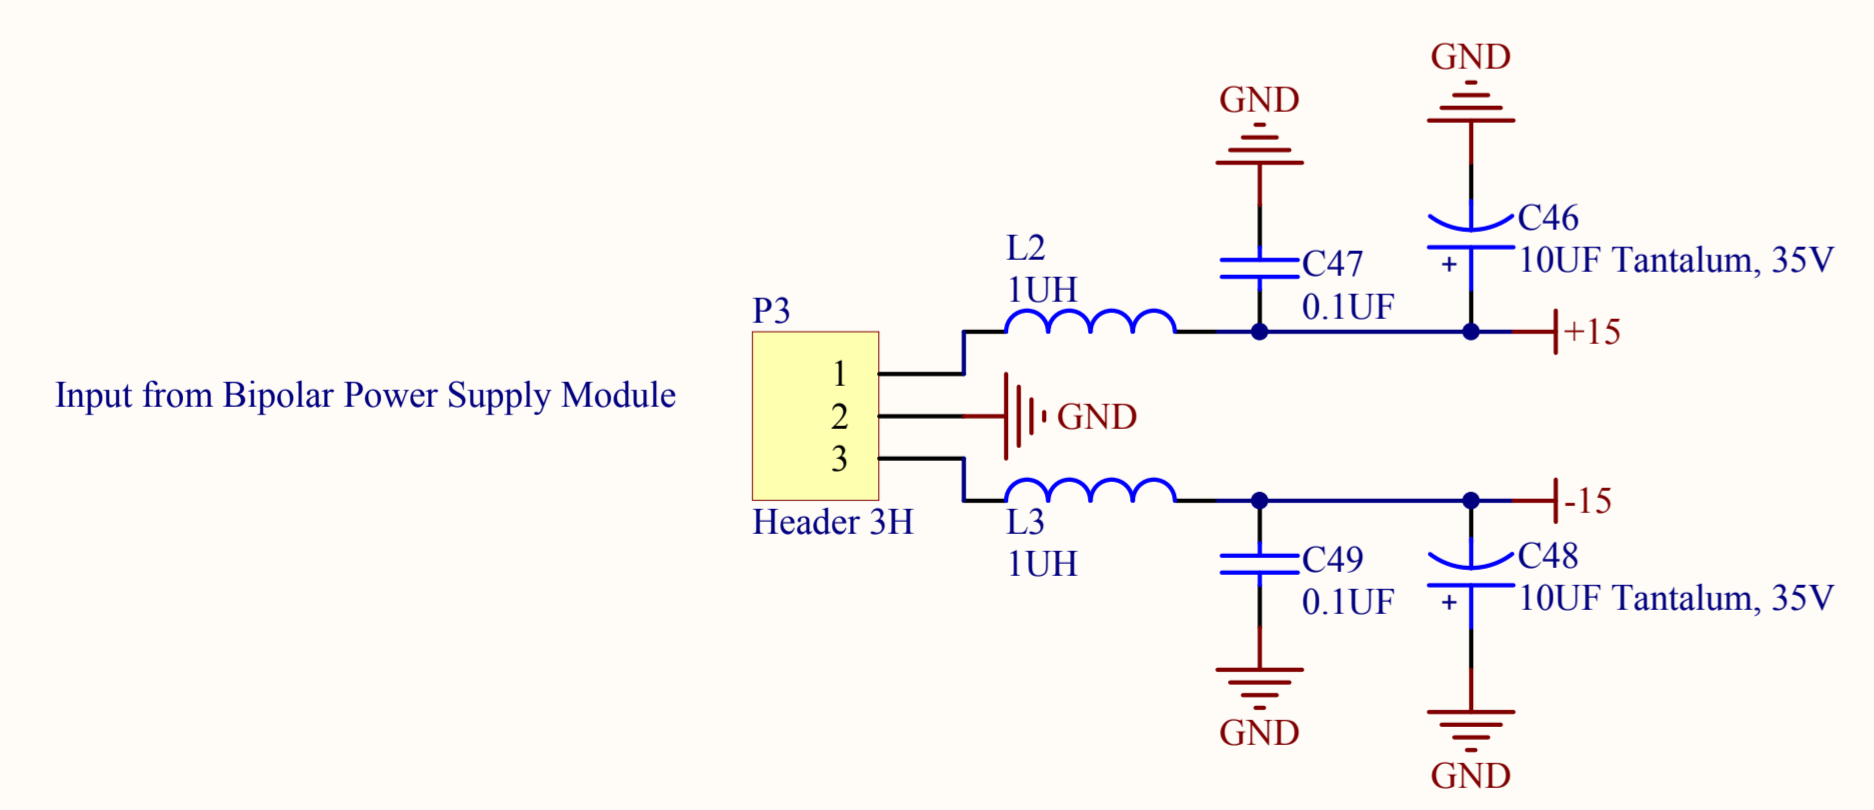 GND
GND
C46
10UF Tantalum, 35V
+
C47
0.1UF
L2
1UH
+15
P3
1
2
3
Header 3H
Input from Bipolar Power Supply Module
GND
L3
1UH
-15
C49
0.1UF
C48
10UF Tantalum, 35V
+
GND
GND